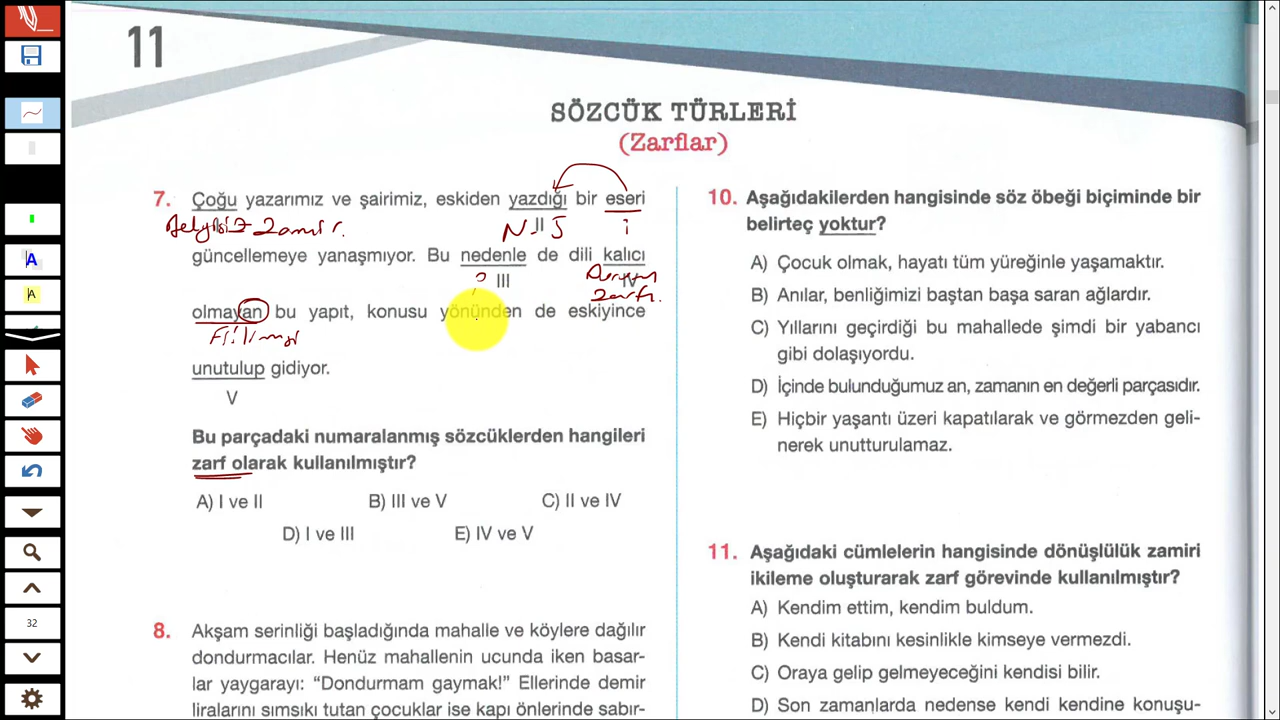 11
SÖZCÜK TÜRLERİ
(Zarflar)
7. Çoğu yazarımız ve şairimiz, eskiden yazdığı bir eseri
Belgisiz zamir.
II
güncellemeye yanaşmıyor. Bu nedenle de dili kalıcı
III
Durum
zarfı.
olmayan bu yapıt, konusu yönünden de eskiyince
Fiilimsi
unutulup gidiyor.
V
Bu parçadaki numaralanmış sözcüklerden hangileri
zarf olarak kullanılmıştır?
A) I ve II B) III ve V C) II ve IV
D) I ve III E) IV ve V
8. Akşam serinliği başladığında mahalle ve köylere dağılır
dondurmacılar. Henüz mahallenin ucunda iken basar-
lar yaygarayı: “Dondurmam gaymak!” Ellerinde demir
liralarını sımsıkı tutan çocuklar ise kapı önlerinde sabır-
10. Aşağıdakilerden hangisinde söz öbeği biçiminde bir
belirteç yoktur?
A) Çocuk olmak, hayatı tüm yüreğinle yaşamaktır.
B) Anılar, benliğimizi baştan başa saran ağlardır.
C) Yıllarını geçirdiği bu mahallede şimdi bir yabancı
gibi dolaşıyordu.
D) İçinde bulunduğumuz an, zamanın en değerli parçasıdır.
E) Hiçbir yaşantı üzeri kapatılarak ve görmezden geli-
nerek unutturulamaz.
11. Aşağıdaki cümlelerin hangisinde dönüşlülük zamiri
ikileme oluşturarak zarf görevinde kullanılmıştır?
A) Kendim ettim, kendim buldum.
B) Kendi kitabını kesinlikle kimseye vermezdi.
C) Oraya gelip gelmeyeceğini kendisi bilir.
D) Son zamanlarda nedense kendi kendine konuşu-
A
A
32